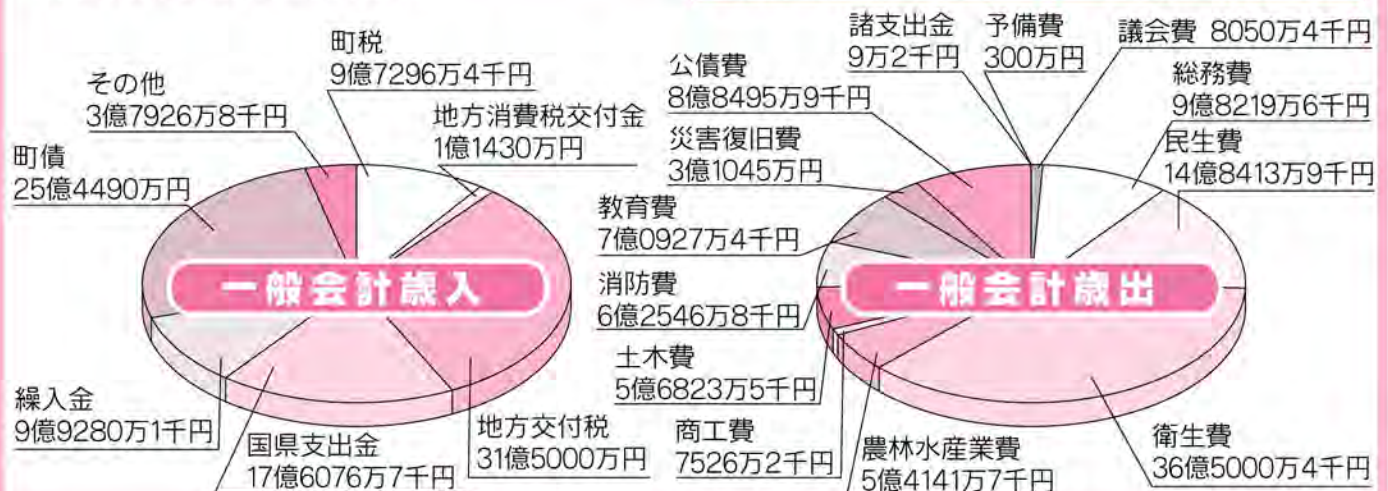 一般会計歳入
町税
9億7296万4千円
地方消費税交付金
1億1430万円
地方交付税
31億5000万円
国県支出金
17億6076万7千円
繰入金
9億9280万1千円
町債
25億4490万円
その他
3億7926万8千円
一般会計歳出
議会費 8050万4千円
総務費
9億8219万6千円
民生費
14億8413万9千円
衛生費
36億5000万4千円
農林水産業費
5億4141万7千円
商工費
7526万2千円
土木費
5億6823万5千円
消防費
6億2546万8千円
教育費
7億0927万4千円
災害復旧費
3億1045万円
公債費
8億8495万9千円
諸支出金
9万2千円
予備費
300万円